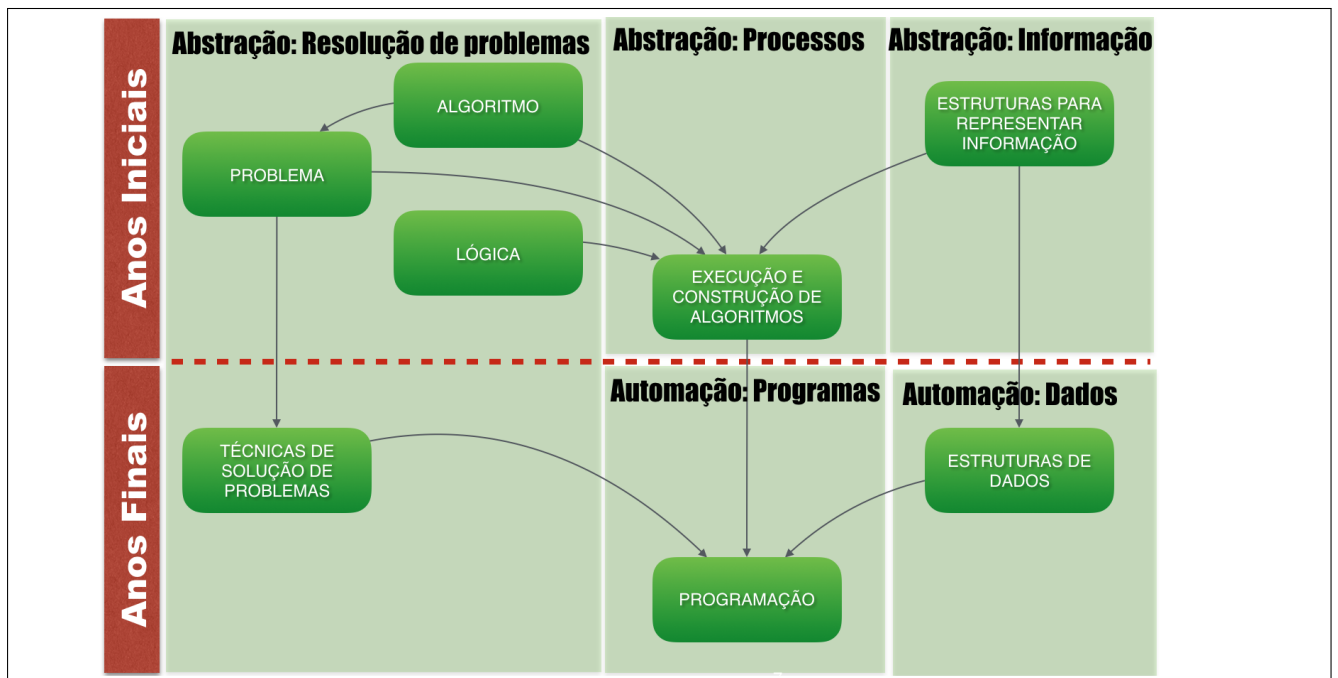 Anos Iniciais
Abstração: Resolução de problemas
Abstração: Processos
Abstração: Informação
ALGORITMO
PROBLEMA
LÓGICA
EXECUÇÃO E
CONSTRUÇÃO DE
ALGORITMOS
ESTRUTURAS PARA
REPRESENTAR
INFORMAÇÃO
Anos Finais
Automação: Programas
Automação: Dados
TÉCNICAS DE
SOLUÇÃO DE
PROBLEMAS
ESTRUTURAS DE
DADOS
PROGRAMAÇÃO